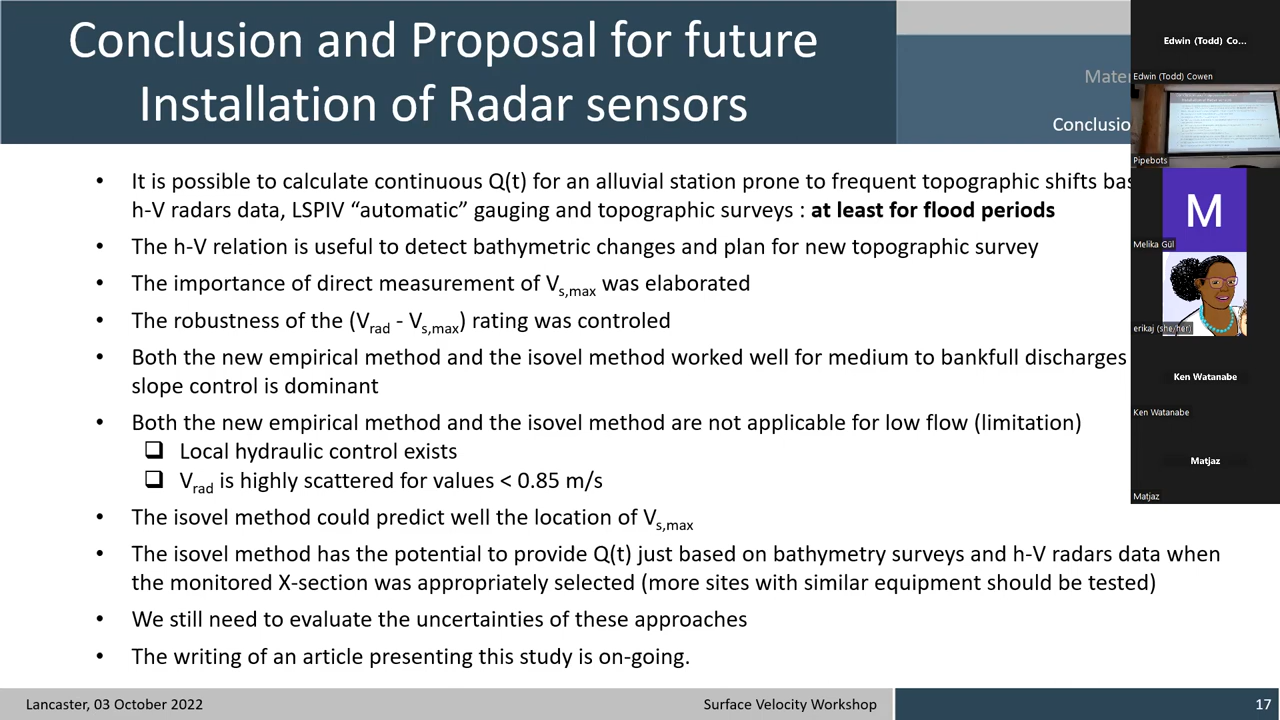 Conclusion and Proposal for future
Installation of Radar sensors
Conclusio
Edwin (Todd) Co...
Edwin (Todd) Cowen
Pipebots
M
Melika Gül
erikaj (she/her)
Ken Watanabe
Ken Watanabe
Matjaz
Matjaz
• It is possible to calculate continuous Q(t) for an alluvial station prone to frequent topographic shifts
h-V radars data, LSPIV “automatic” gauging and topographic surveys : at least for flood periods
• The h-V relation is useful to detect bathymetric changes and plan for new topographic survey
• The importance of direct measurement of Vs,max was elaborated
• The robustness of the (Vrad - Vs,max) rating was controled
• Both the new empirical method and the isovel method worked well for medium to bankfull discharges
slope control is dominant
• Both the new empirical method and the isovel method are not applicable for low flow (limitation)
❑ Local hydraulic control exists
❑ Vrad is highly scattered for values < 0.85 m/s
• The isovel method could predict well the location of Vs,max
• The isovel method has the potential to provide Q(t) just based on bathymetry surveys and h-V radars data when
the monitored X-section was appropriately selected (more sites with similar equipment should be tested)
• We still need to evaluate the uncertainties of these approaches
• The writing of an article presenting this study is on-going.
Lancaster, 03 October 2022
Surface Velocity Workshop
17